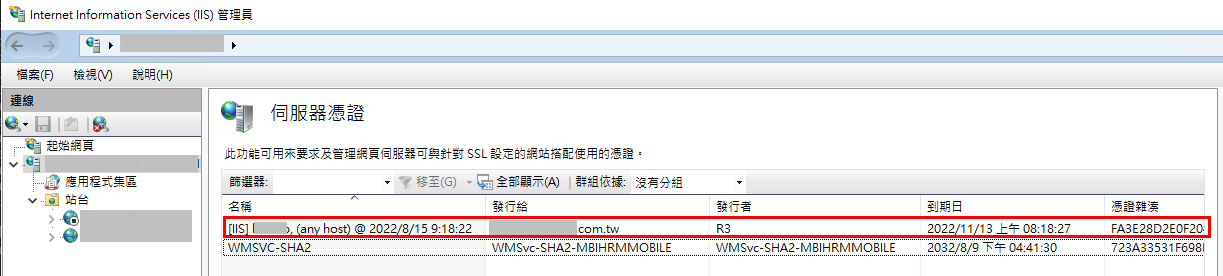 Internet Information Services (IIS) 管理員
檔案(F) 檢視(V) 說明(H)
連線
起始網頁
應用程式集區
站台
伺服器憑證
此功能可用來要求及管理網頁伺服器可與針對 SSL 設定的網站搭配使用的憑證。
篩選器: 移至(G) 全部顯示(A) 群組依據: 沒有分組
名稱 發行給 發行者 到期日 憑證雜湊
[IIS] , (any host) @ 2022/8/15 9:18:22 .com.tw R3 2022/11/13 上午 08:18:27 FA3E28D2E0F20
WMSVC-SHA2 WMSvc-SHA2-MBIHRMMOBILE WMSvc-SHA2-MBIHRMMOBILE 2032/8/9 下午 04:41:30 723A33531F698